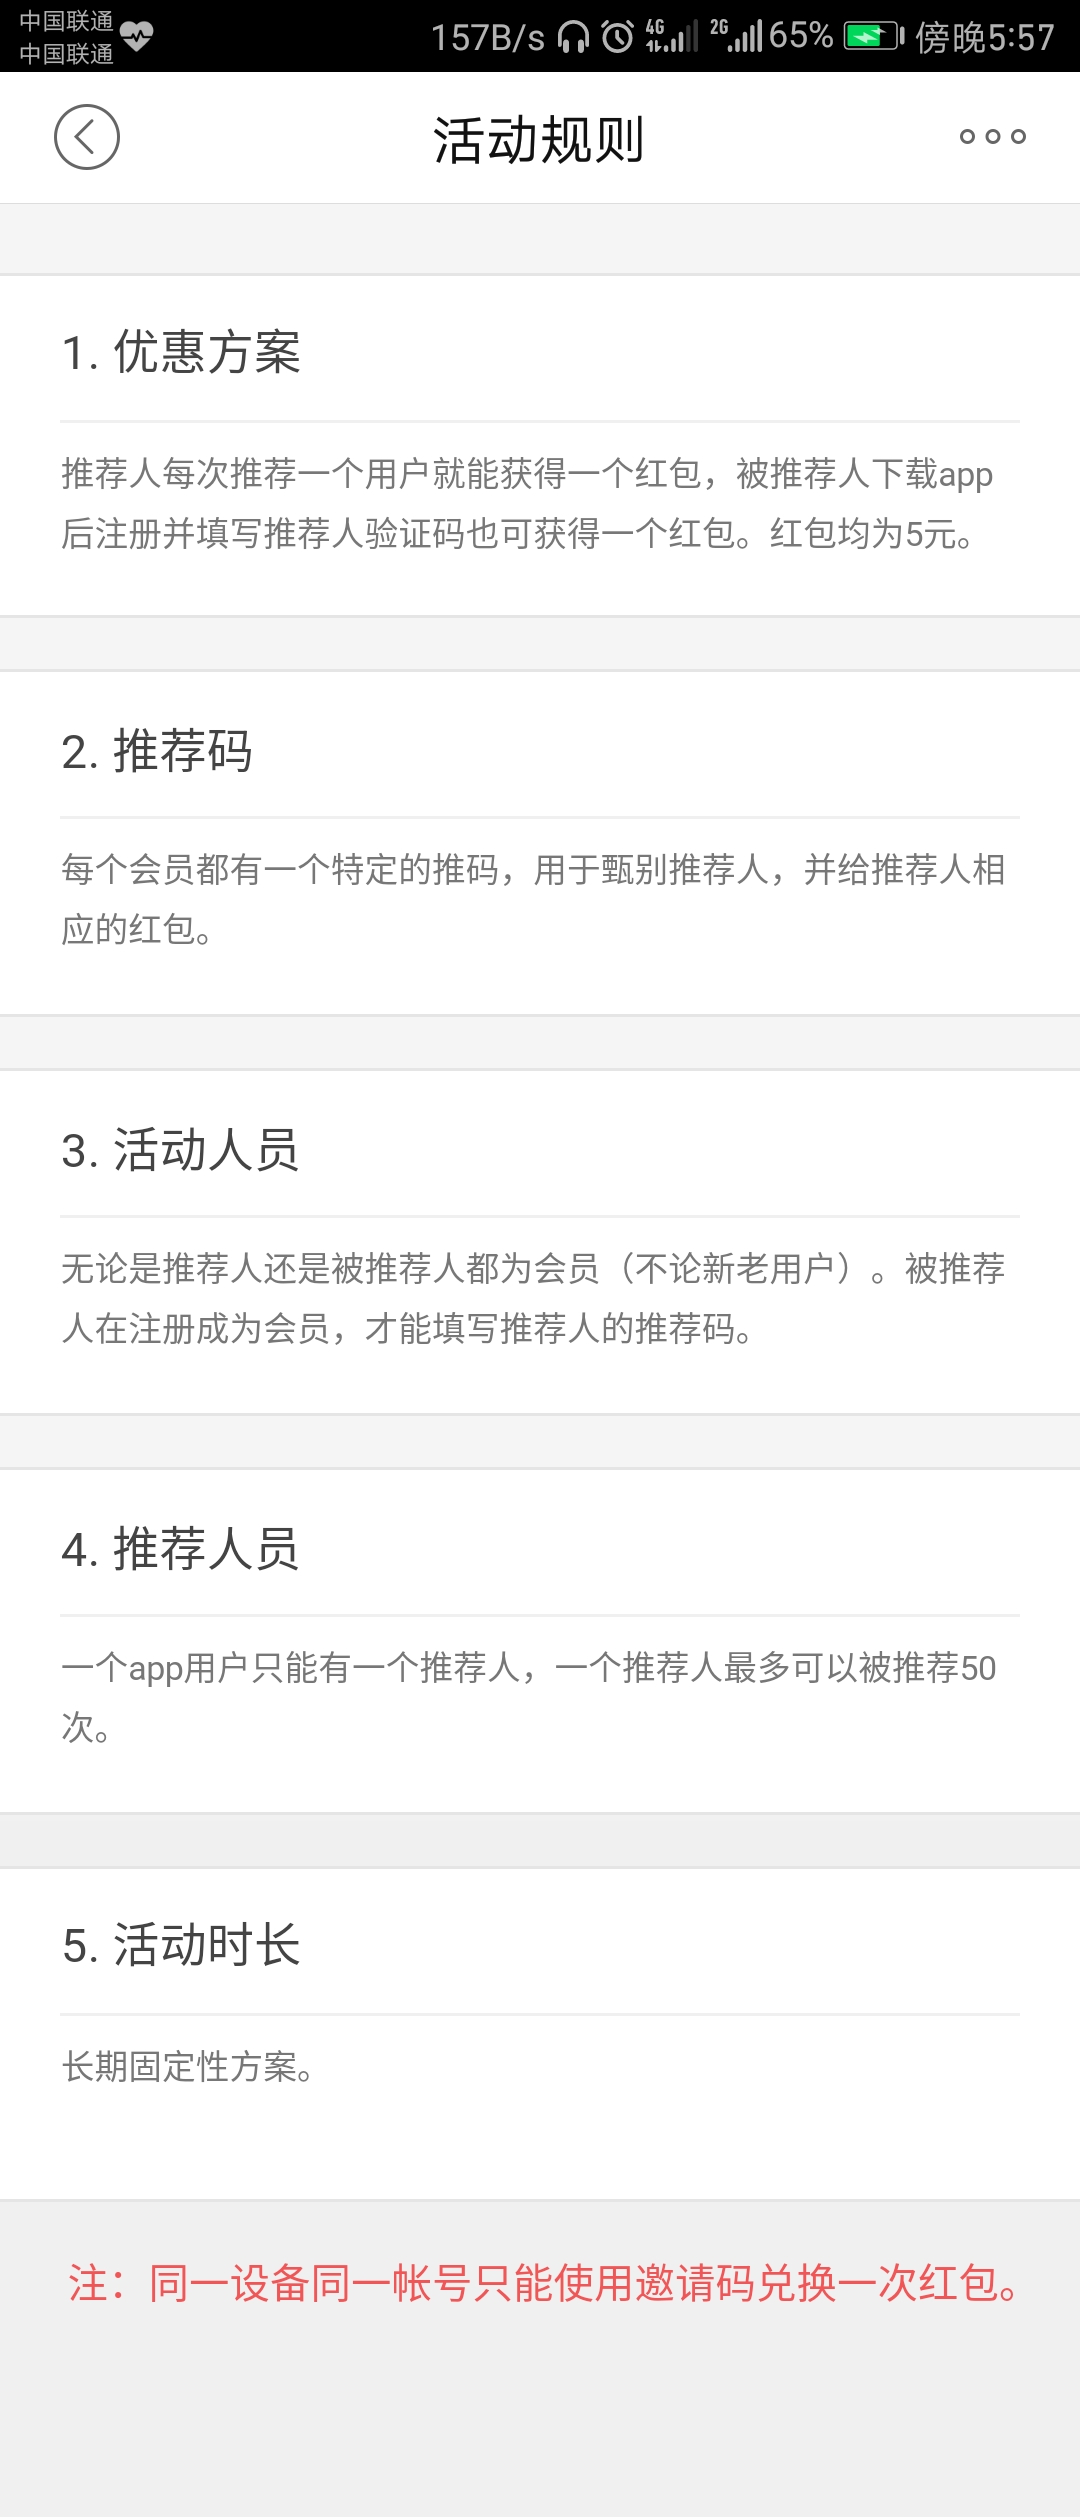 中国联通
中国联通
157B/s 4G 2G 65% 傍晚5:57
活动规则
1. 优惠方案
推荐人每次推荐一个用户就能获得一个红包，被推荐人下载app
后注册并填写推荐人验证码也可获得一个红包。红包均为5元。
2. 推荐码
每个会员都有一个特定的推码，用于甄别推荐人，并给推荐人相
应的红包。
3. 活动人员
无论是推荐人还是被推荐人都为会员（不论新老用户）。被推荐
人在注册成为会员，才能填写推荐人的推荐码。
4. 推荐人员
一个app用户只能有一个推荐人，一个推荐人最多可以被推荐50
次。
5. 活动时长
长期固定性方案。
注：同一设备同一帐号只能使用邀请码兑换一次红包。